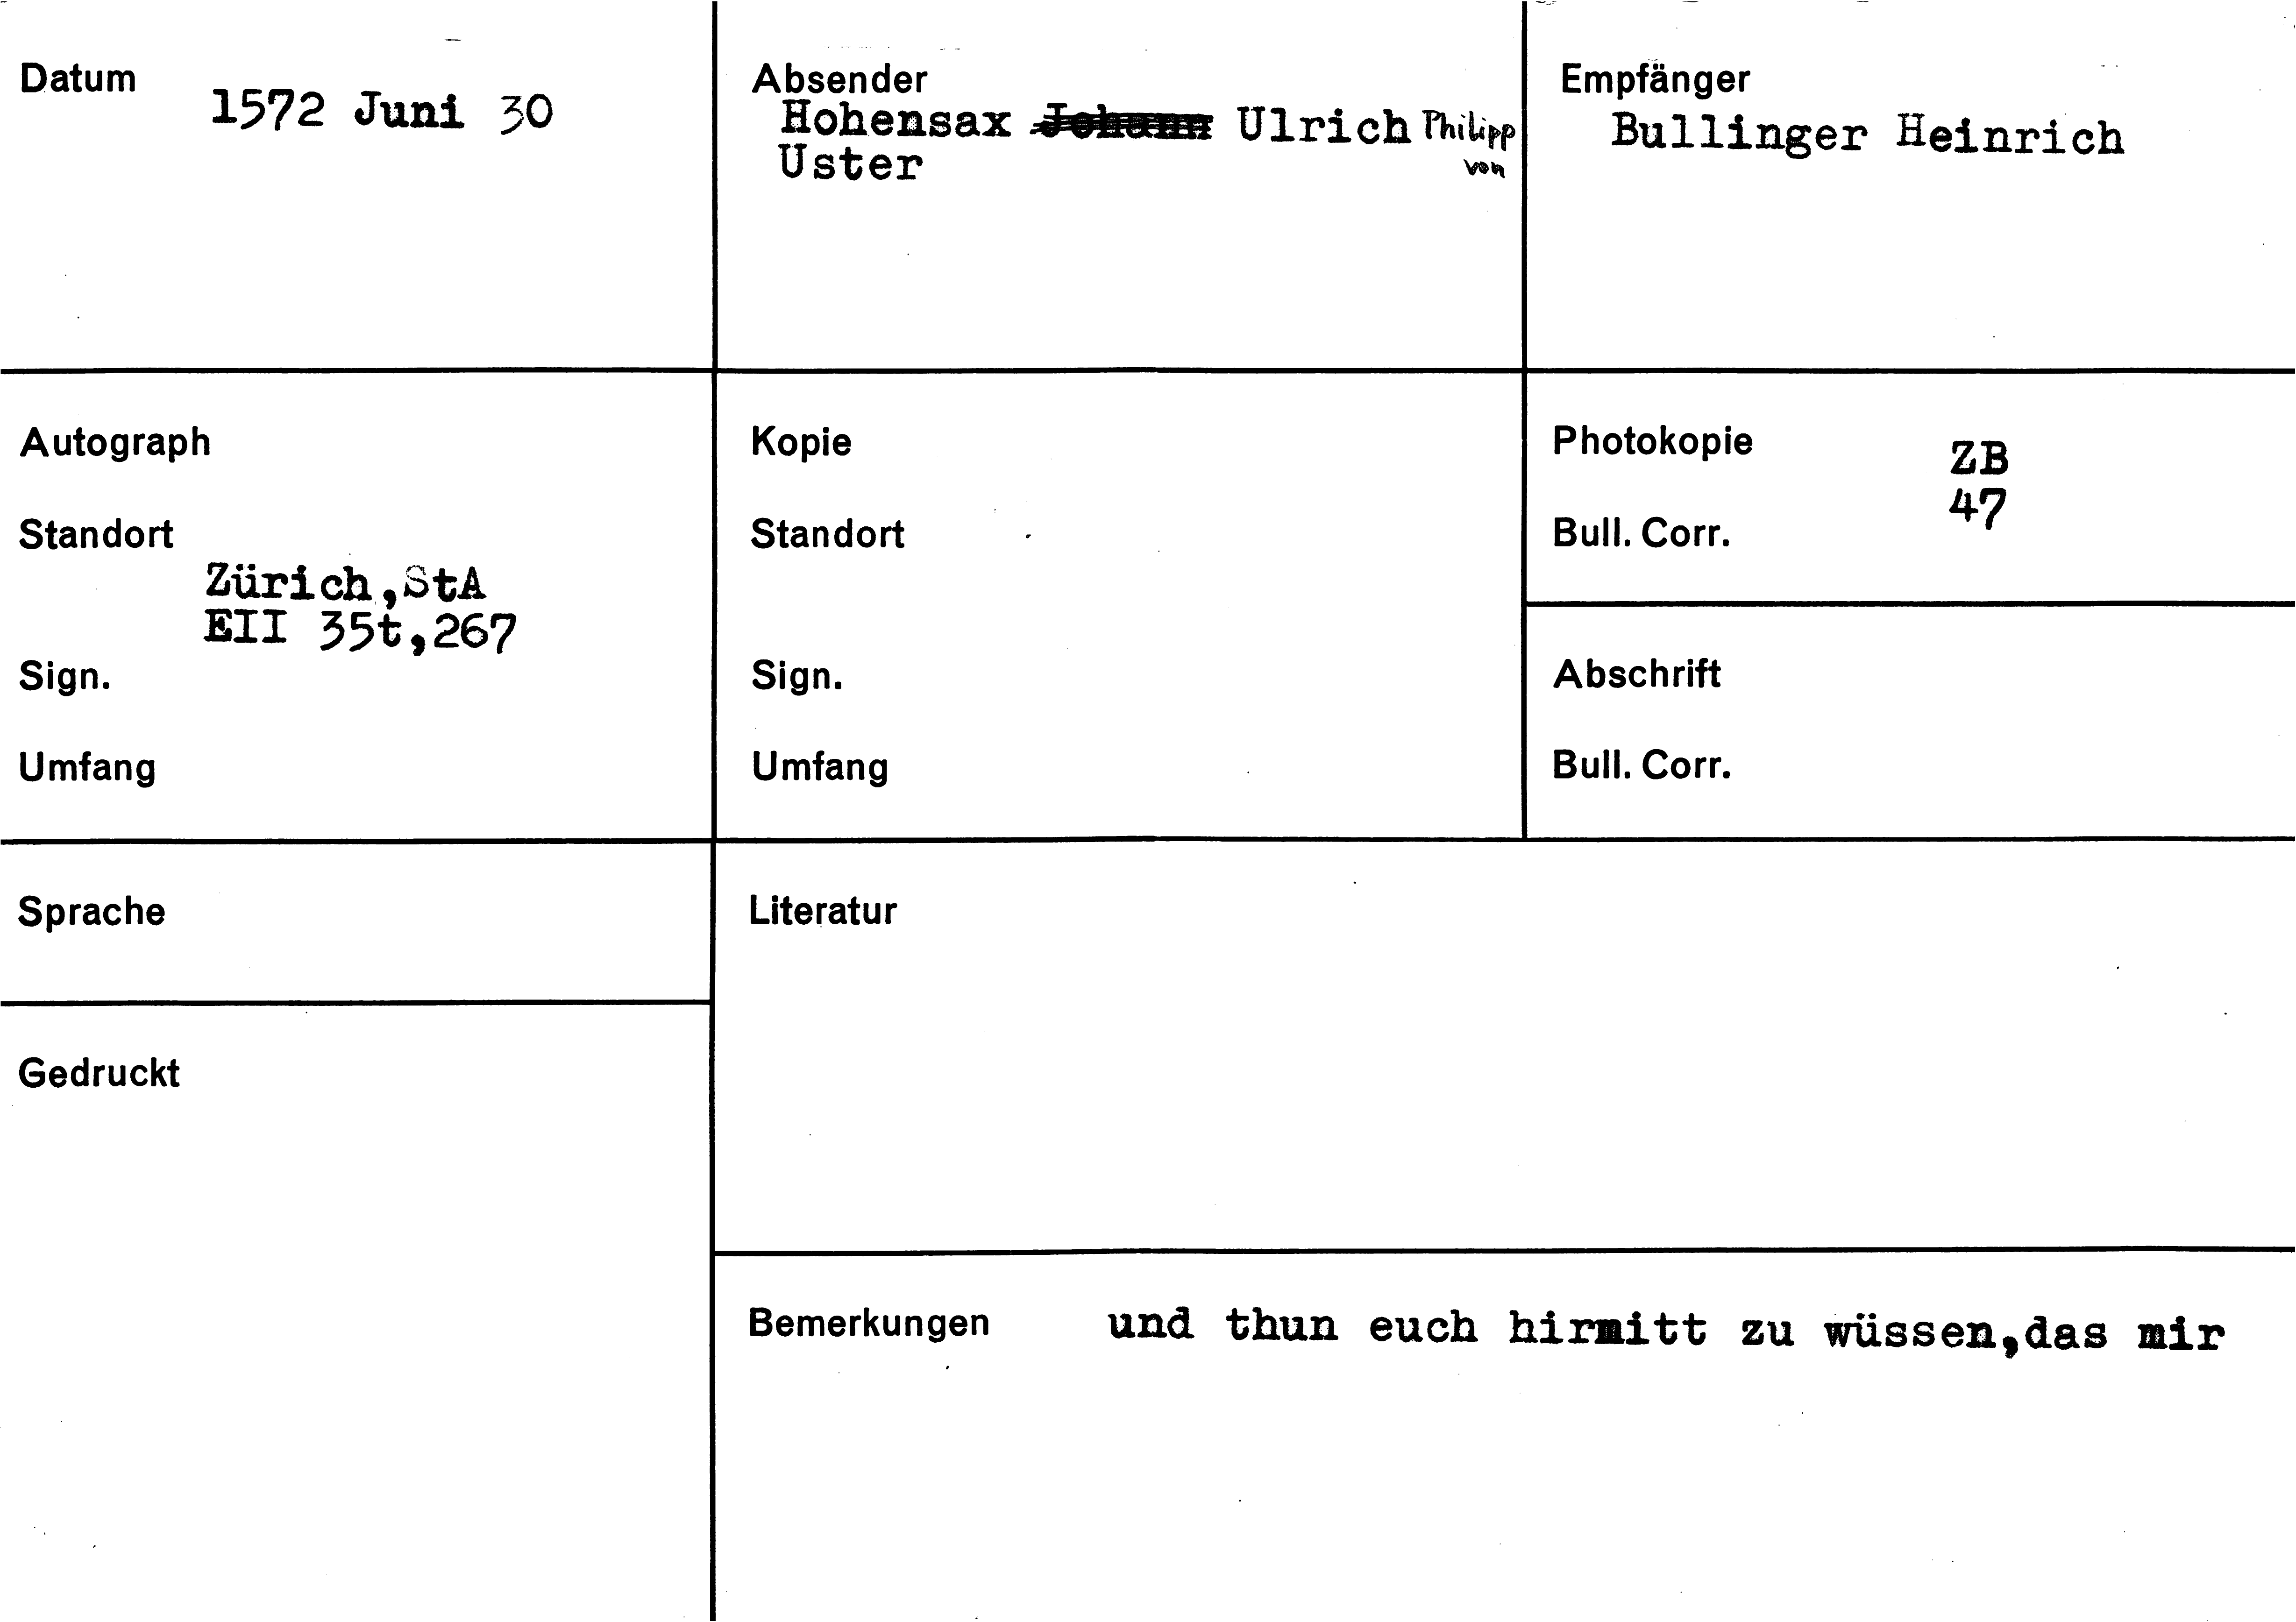 Datum
1572 Juni 30
Absender
Hohensax Johann Ulrich Philipp
Uster von
Empfänger
Bullinger Heinrich
Autograph
Standort
Zürich,StA
EII 35t,267
Sign.
Umfang
Kopie
Standort
Sign.
Umfang
Photokopie ZB
47
Bull. Corr.
Abschrift
Bull. Corr.
Sprache
Literatur
Gedruckt
Bemerkungen und thun euch hirmitt zu wüssen,das mir